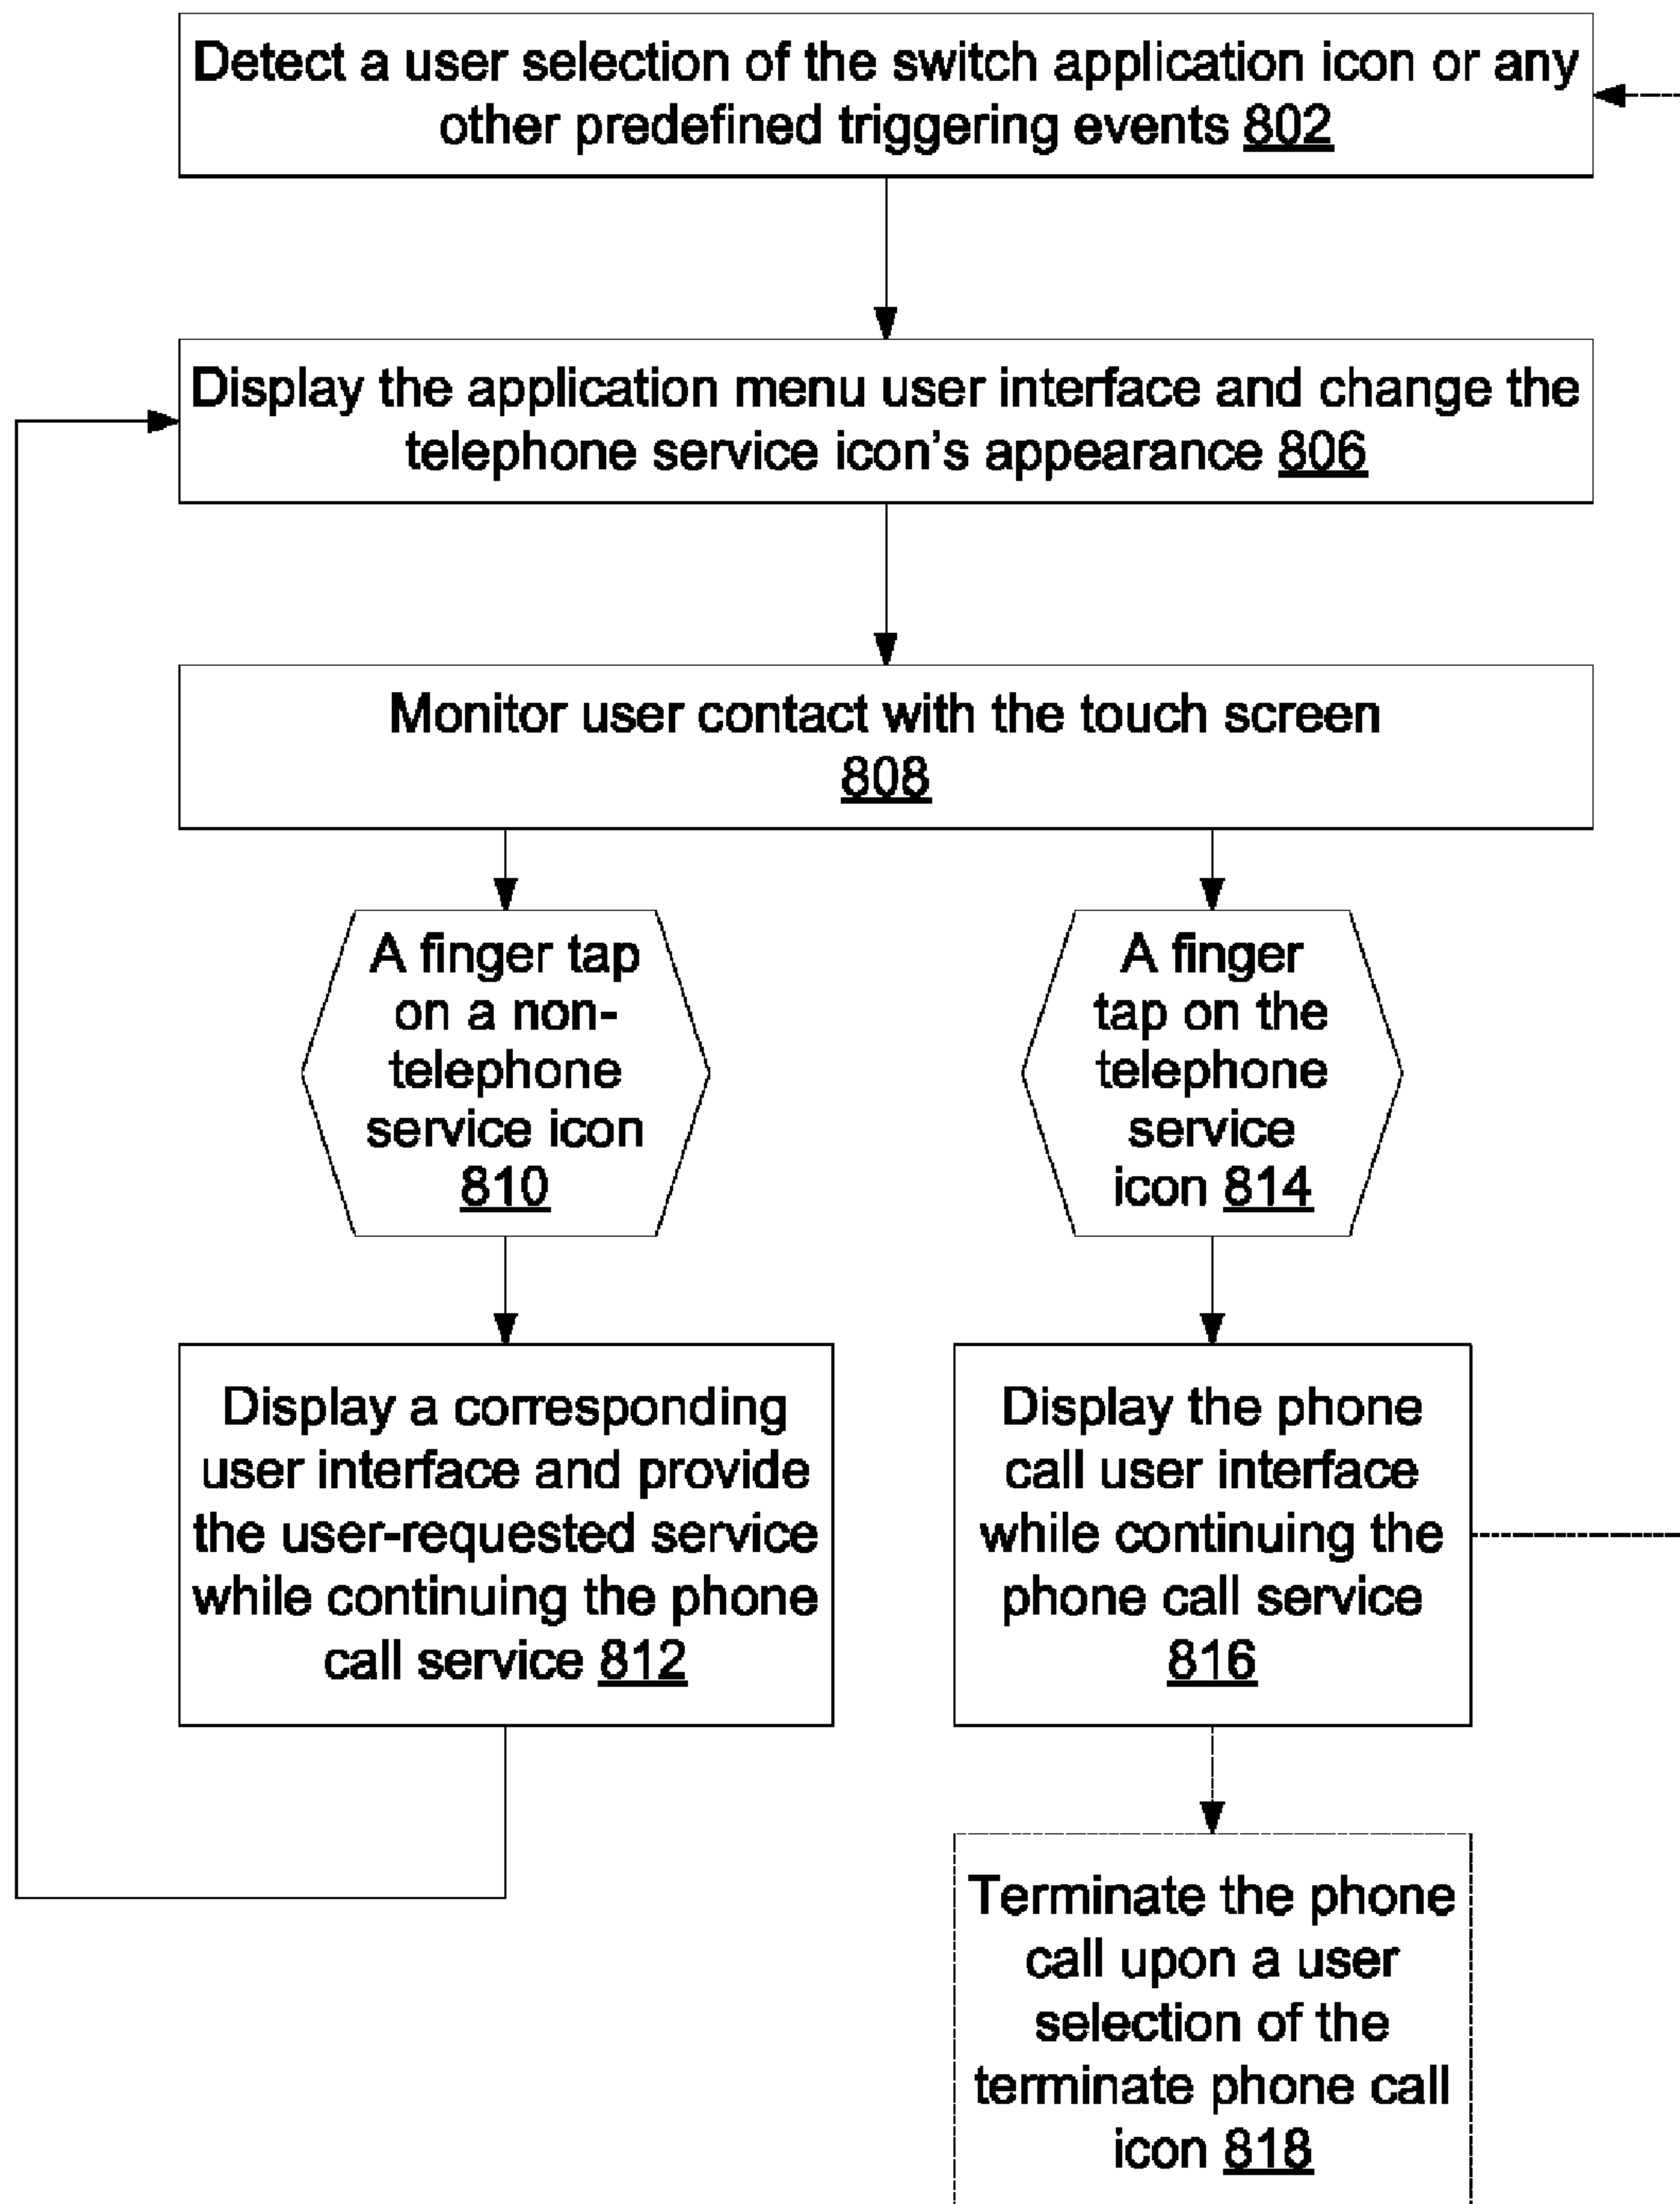 Detect a user selection of the switch application icon or any
other predefined triggering events 802
Display the application menu user interface and change the
telephone service icon's appearance 806
Monitor user contact with the touch screen
808
A finger tap
on a non-
telephone
service icon
810
A finger
tap on the
telephone
service
icon 814
Display a corresponding
user interface and provide
the user-requested service
while continuing the phone
call service 812
Display the phone
call user interface
while continuing the
phone call service
816
Terminate the phone
call upon a user
selection of the
terminate phone call
icon 818